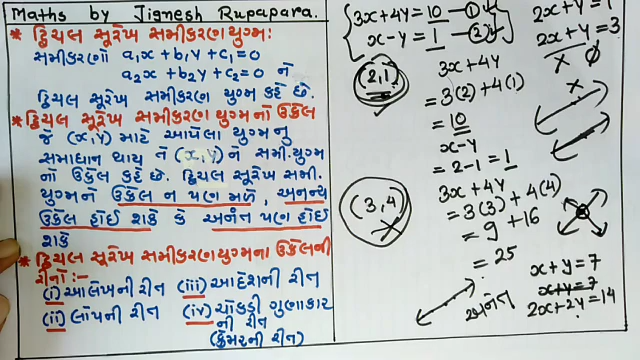 Maths by Jignesh Rupapara.
* દ્વિચલ સુરેખ સમીકરણ યુગ્મ:
સમીકરણો a₁x + b₁y + c₁ = 0
a₂x + b₂y + c₂ = 0 ને
દ્વિચલ સુરેખ સમીકરણ યુગ્મ કહે છે.
* દ્વિચલ સુરેખ સમીકરણ યુગ્મનો ઉકેલ
જે (x,y) માટે આપેલા યુગ્મનુ
સમાધાન થાય તે (x,y) ને સમી.યુગ્મ
નો ઉકેલ કહે છે. દ્વિચલ સુરેખ સમી.
યુગ્મને ઉકેલ ન પણ મળે, અનન્ય
ઉકેલ હોઈ શકે કે અનંત પણ હોઈ
શકે
* દ્વિચલ સુરેખ સમીકરણયુગ્મના ઉકેલની
રીતો :-
(i) આલેખની રીત (iii) આદેશની રીત
(ii) લોપની રીત (iv) ચોકડી ગુણાકાર
ની રીત
(ક્રેમરની રીત)
3x + 4y = 10 — ①
x - y = 1 — ②
(2,1)
3x + 4y
= 3(2) + 4(1)
= 10
x - y
= 2 - 1 = 1
(3,4)
3x + 4y
= 3(3) + 4(4)
= 9 + 16
= 25
2x + y = 1
2x + y = 3
x ∅
x
અનંત
x + y = 7
x + y = 7
2x + 2y = 14